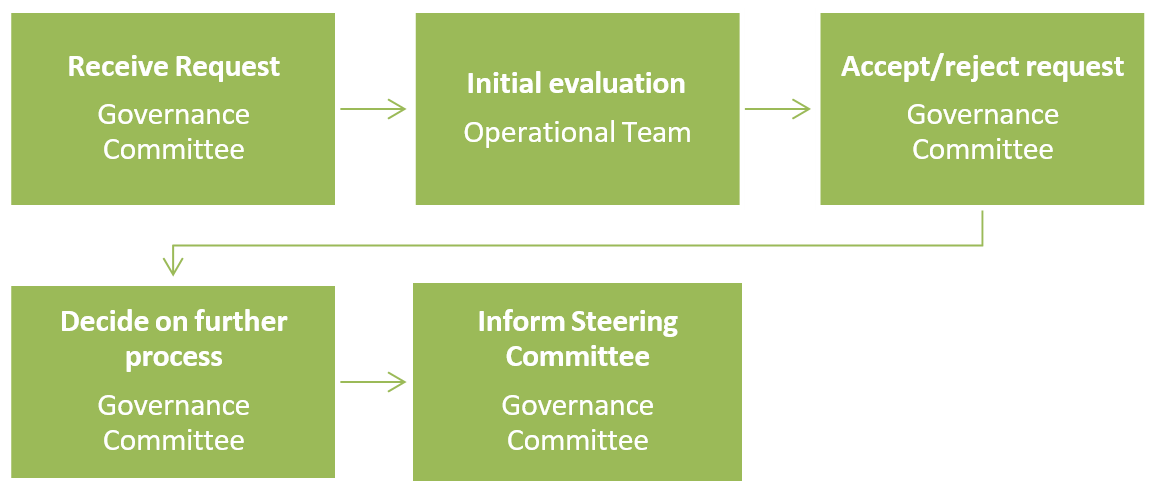 Receive Request
Governance
Committee
Initial evaluation
Operational Team
Accept/reject request
Governance
Committee
Decide on further
process
Governance
Committee
Inform Steering
Committee
Governance
Committee